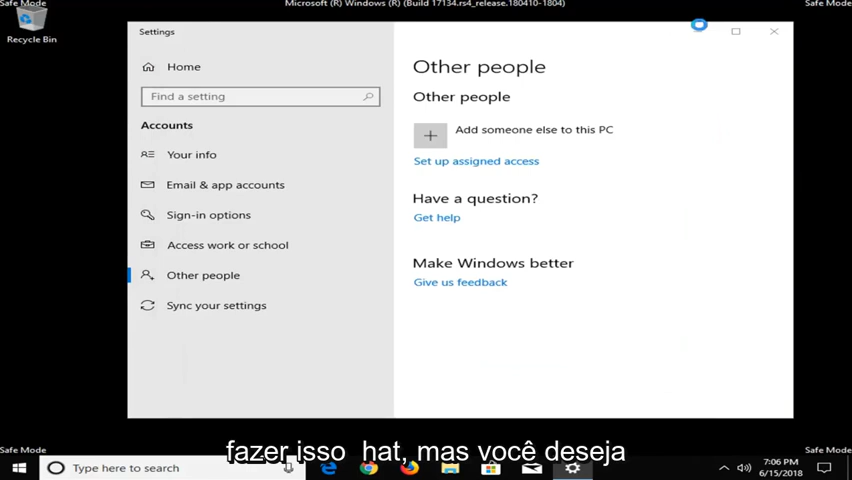 Safe Mode
Microsoft (R) Windows (R) (Build 17134.rs4_release.180410-1804)
Safe Mode
Recycle Bin
Settings
Home
Find a setting
Accounts
Your info
Email & app accounts
Sign-in options
Access work or school
Other people
Sync your settings
Other people
Other people
Add someone else to this PC
Set up assigned access
Have a question?
Get help
Make Windows better
Give us feedback
fazer isso hat, mas você deseja
Safe Mode
Safe Mode
Type here to search
7:06 PM
6/15/2018